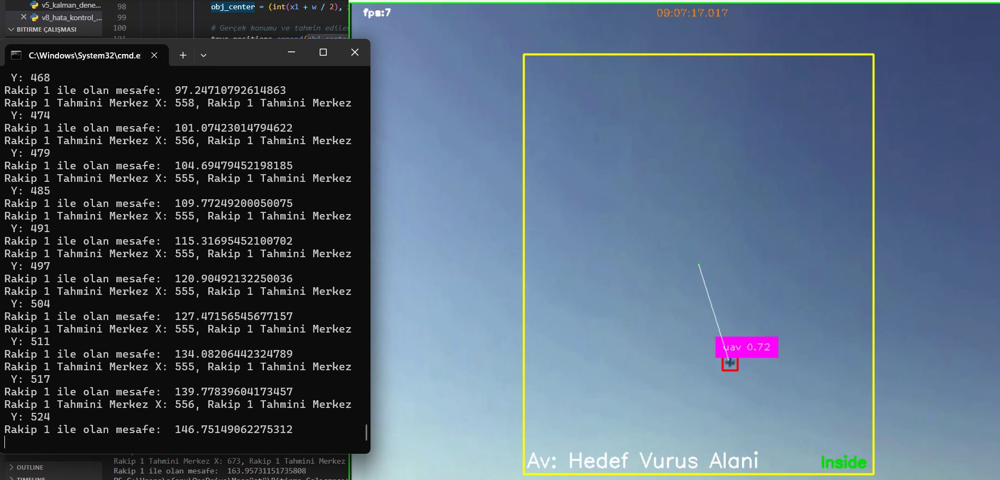 v5_kalman_dene...
v8_hata_kontrol_...
BITIRME ÇALIŞMASI
98
obj_center = (int(x1 + w / 2),
99
100
# Gerçek konumu ve tahmin edilen
101
C:\Windows\System32\cmd.e
Y: 468
Rakip 1 ile olan mesafe: 97.24710792614863
Rakip 1 Tahmini Merkez X: 558, Rakip 1 Tahmini Merkez
Y: 474
Rakip 1 ile olan mesafe: 101.07423014794622
Rakip 1 Tahmini Merkez X: 556, Rakip 1 Tahmini Merkez
Y: 479
Rakip 1 ile olan mesafe: 104.69479452198185
Rakip 1 Tahmini Merkez X: 555, Rakip 1 Tahmini Merkez
Y: 485
Rakip 1 ile olan mesafe: 109.77249200050075
Rakip 1 Tahmini Merkez X: 555, Rakip 1 Tahmini Merkez
Y: 491
Rakip 1 ile olan mesafe: 115.31695452100702
Rakip 1 Tahmini Merkez X: 555, Rakip 1 Tahmini Merkez
Y: 497
Rakip 1 ile olan mesafe: 120.90492132250036
Rakip 1 Tahmini Merkez X: 555, Rakip 1 Tahmini Merkez
Y: 504
Rakip 1 ile olan mesafe: 127.47156545677157
Rakip 1 Tahmini Merkez X: 555, Rakip 1 Tahmini Merkez
Y: 511
Rakip 1 ile olan mesafe: 134.08206442324789
Rakip 1 Tahmini Merkez X: 555, Rakip 1 Tahmini Merkez
Y: 517
Rakip 1 ile olan mesafe: 139.77839604173457
Rakip 1 Tahmini Merkez X: 556, Rakip 1 Tahmini Merkez
Y: 524
Rakip 1 ile olan mesafe: 146.75149062275312
Rakip 1 Tahmini Merkez X: 673, Rakip 1 Tahmini Merkez
Rakip 1 ile olan mesafe: 163.95731151735808
OUTLINE
TIMELINE
fps:7
09:07:17.017
uav 0.72
Av: Hedef Vurus Alani
Inside